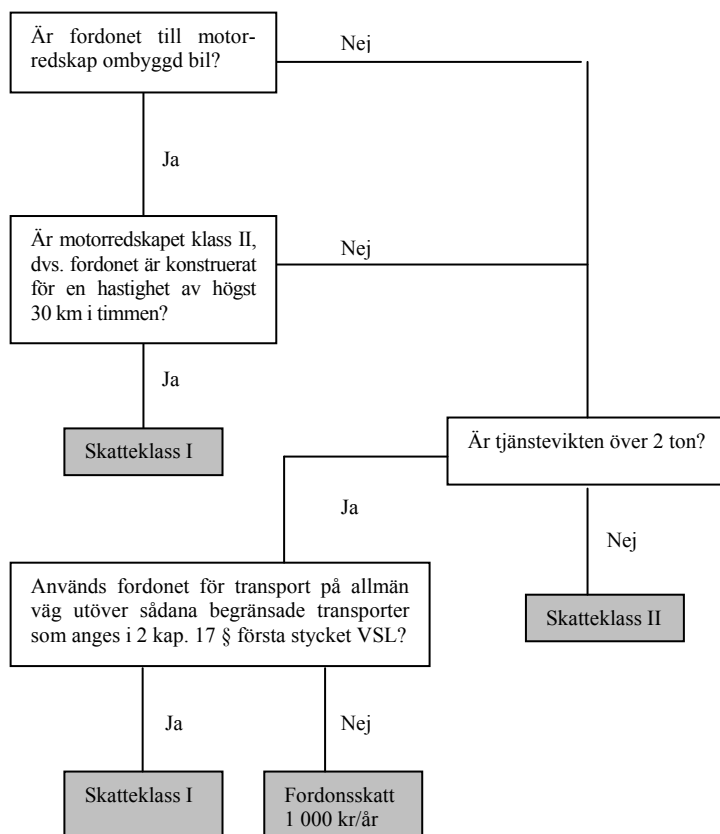 Är fordonet till motor-
redskap ombyggd bil?
Nej
Ja
Är motorredskapet klass II,
dvs. fordonet är konstruerat
för en hastighet av högst
30 km i timmen?
Nej
Ja
Skatteklass I
Är tjänstevikten över 2 ton?
Ja
Nej
Används fordonet för transport på allmän
väg utöver sådana begränsade transporter
som anges i 2 kap. 17 § första stycket VSL?
Skatteklass II
Ja
Nej
Skatteklass I
Fordonsskatt
1 000 kr/år